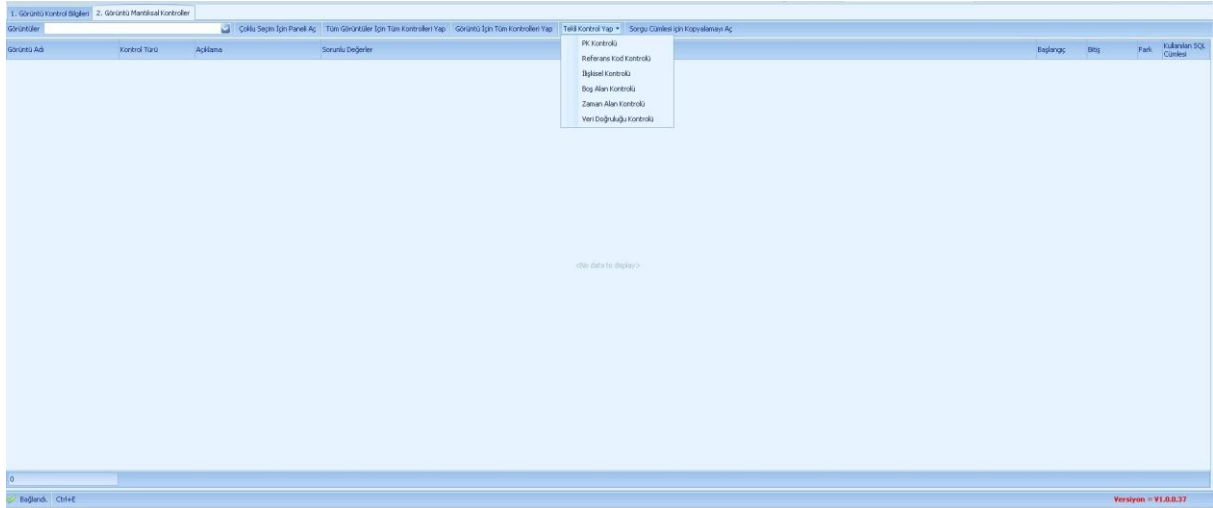 1. Görüntü Kontrol Bilgileri 2. Görüntü Mantıksal Kontroller
Görüntüler Çoklu Seçim İçin Paneli Aç Tüm Görüntüler İçin Tüm Kontrolleri Yap Görüntü İçin Tüm Kontrolleri Yap Tekil Kontrol Yap Sorgu Cümlesi için Kopyalamayı Aç
Görüntü Adı Kontrol Türü Açıklama Sorunlu Değerler Başlangıç Bitiş Fark Kullanılan SQL
Cümlesi
PK Kontrolü
Referans Kod Kontrolü
İlişkisel Kontrolü
Boş Alan Kontrolü
Zaman Alan Kontrolü
Veri Doğruluğu Kontrolü
<No data to display>
0
Bağlandı. Ctrl+E Versiyon = V1.0.0.37